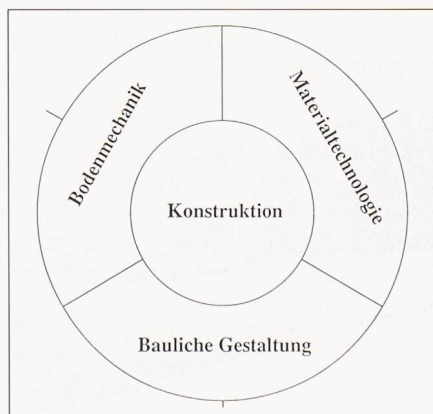 Bodenmechanik
Materialtechnologie
Konstruktion
Bauliche Gestaltung